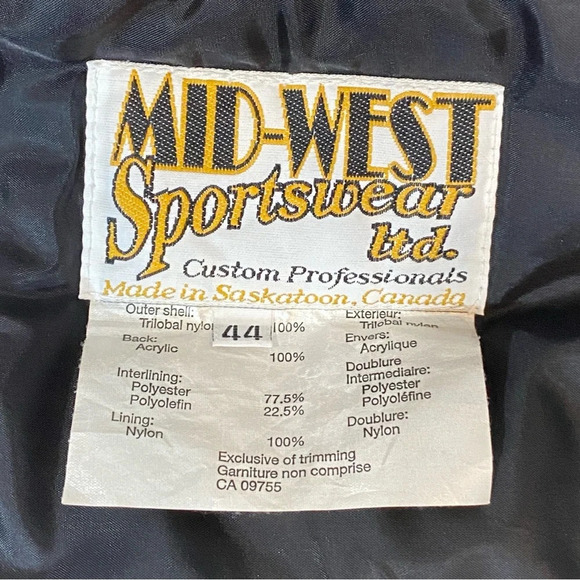 MID-WEST
Sportswear
ltd.
Custom Professionals
Made in Saskatoon, Canada
44
Outer shell:
Trilobal nylon 100%
Back:
Acrylic
100%
Interlining:
Polyester 77.5%
Polyolefin 22.5%
Lining:
Nylon 100%
Exterieur:
Trilobal nylon
Envers:
Acrylique
Doublure
Intermediaire:
Polyester
Polyoléfine
Doublure:
Nylon
Exclusive of trimming
Garniture non comprise
CA 09755